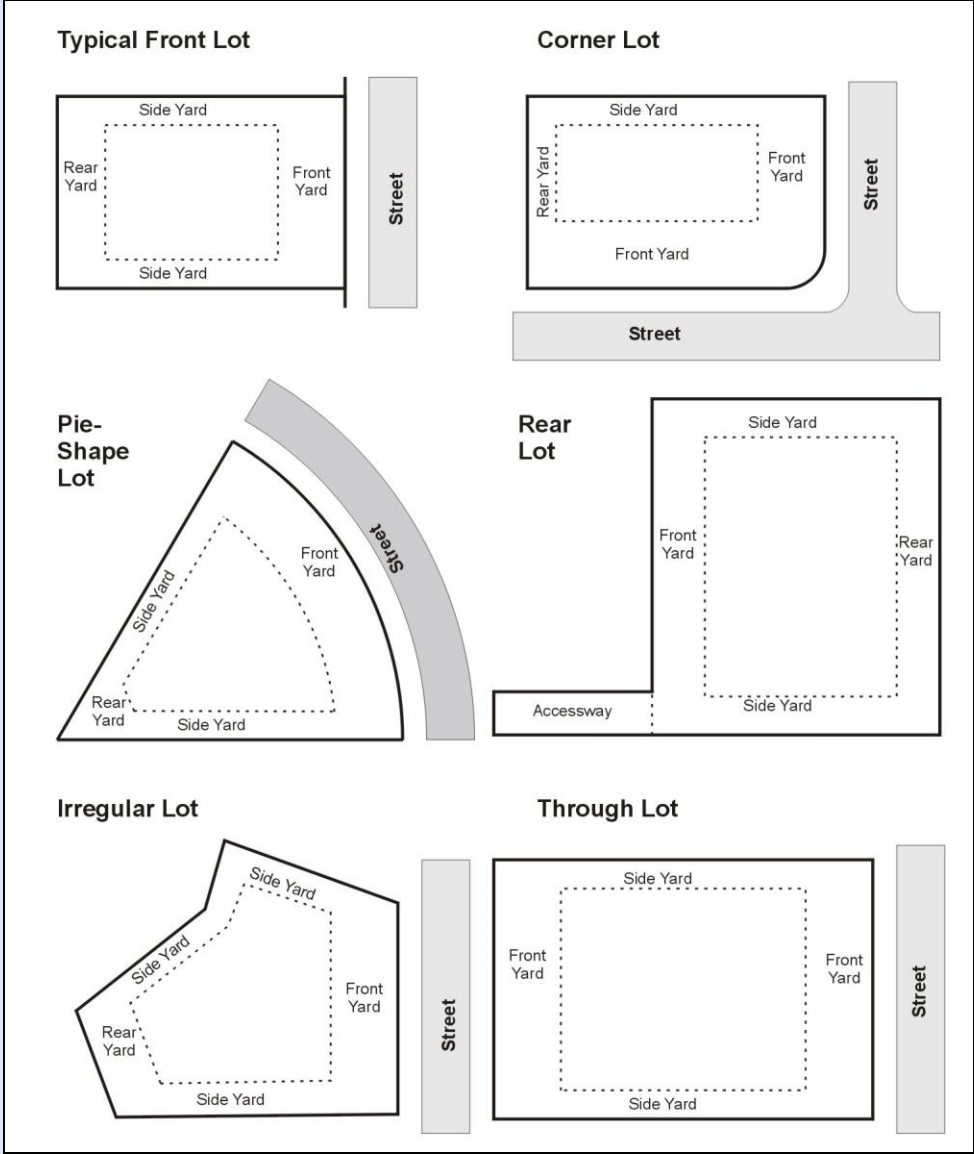 Typical Front Lot
Side Yard
Rear
Yard
Front
Yard
Street
Side Yard
Corner Lot
Side Yard
Rear Yard
Front
Yard
Street
Front Yard
Street
Pie-
Shape
Lot
Street
Front
Yard
Side Yard
Rear
Yard
Side Yard
Rear
Lot
Side Yard
Front
Yard
Rear
Yard
Side Yard
Accessway
Irregular Lot
Side Yard
Side Yard
Front
Yard
Street
Rear
Yard
Side Yard
Through Lot
Side Yard
Front
Yard
Front
Yard
Street
Side Yard